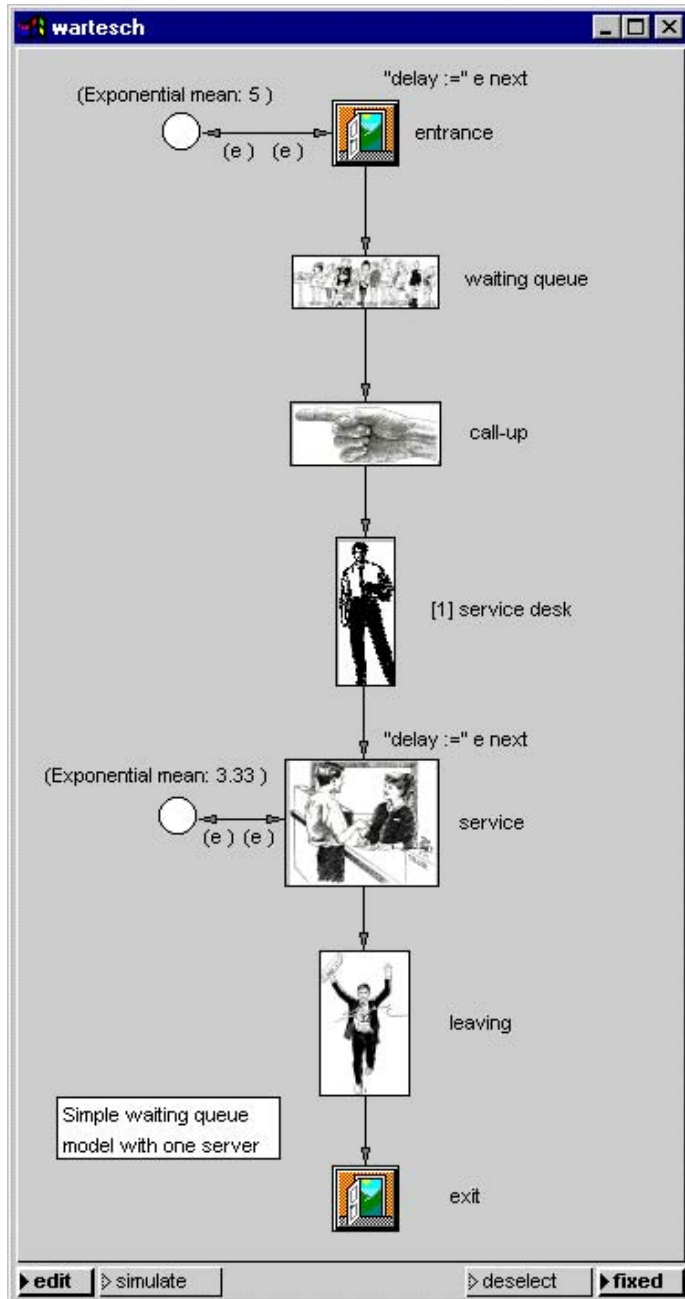 wartesch
"delay :=" e next
(Exponential mean: 5 )
entrance
(e ) (e )
waiting queue
call-up
[1] service desk
"delay :=" e next
(Exponential mean: 3.33 )
service
(e ) (e )
leaving
Simple waiting queue
model with one server
exit
edit simulate deselect fixed